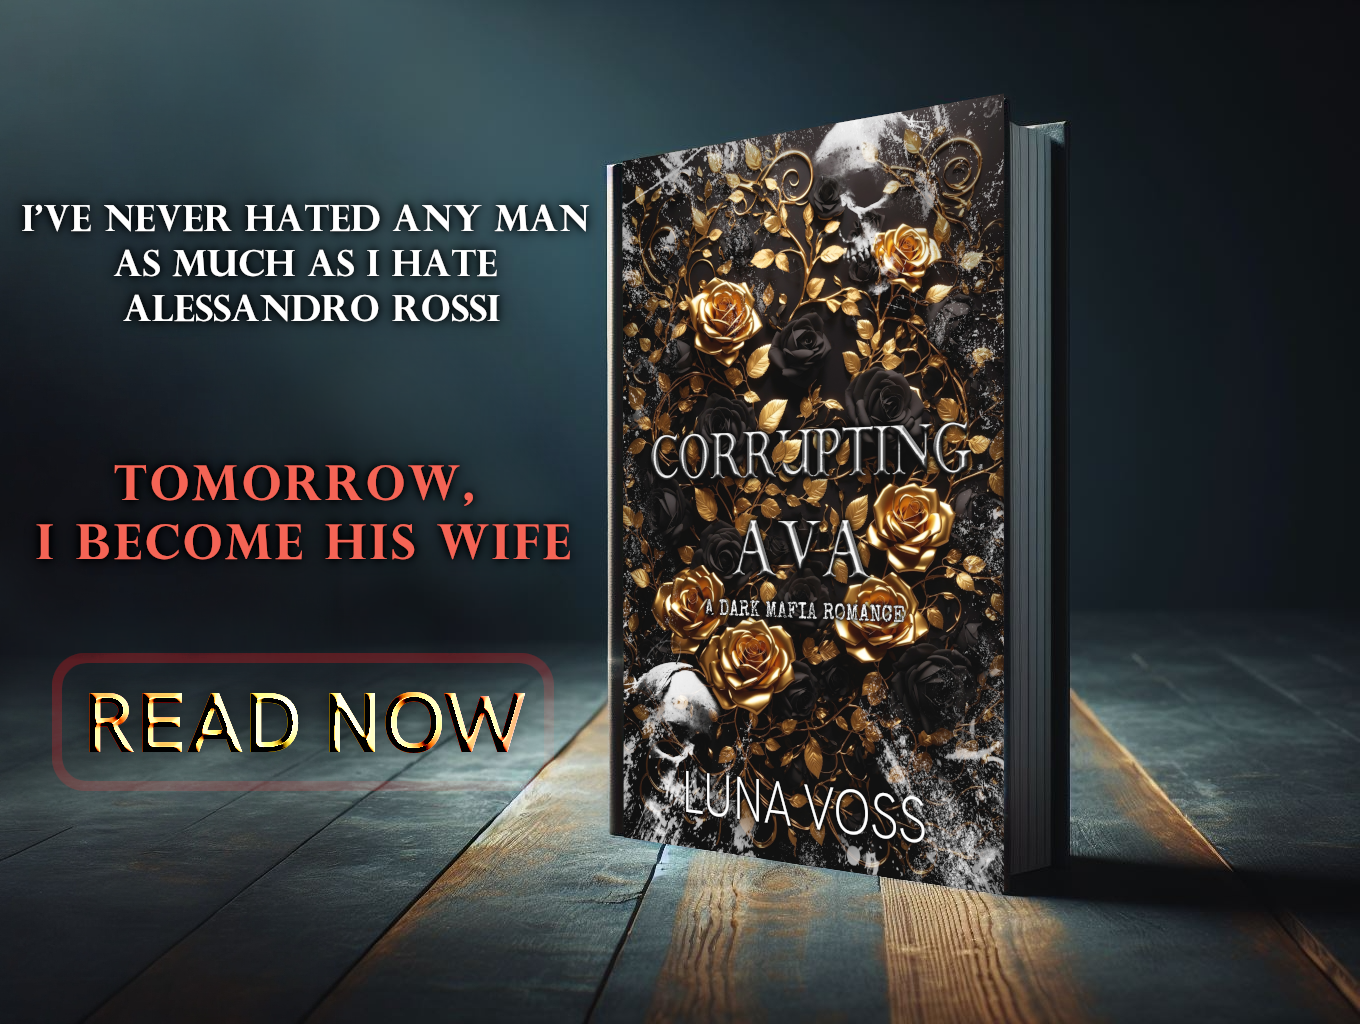 I'VE NEVER HATED ANY MAN
AS MUCH AS I HATE
ALESSANDRO ROSSI
TOMORROW,
I BECOME HIS WIFE
READ NOW
CORRUPTING
AVA
A DARK MAFIA ROMANCE
LUNA VOSS